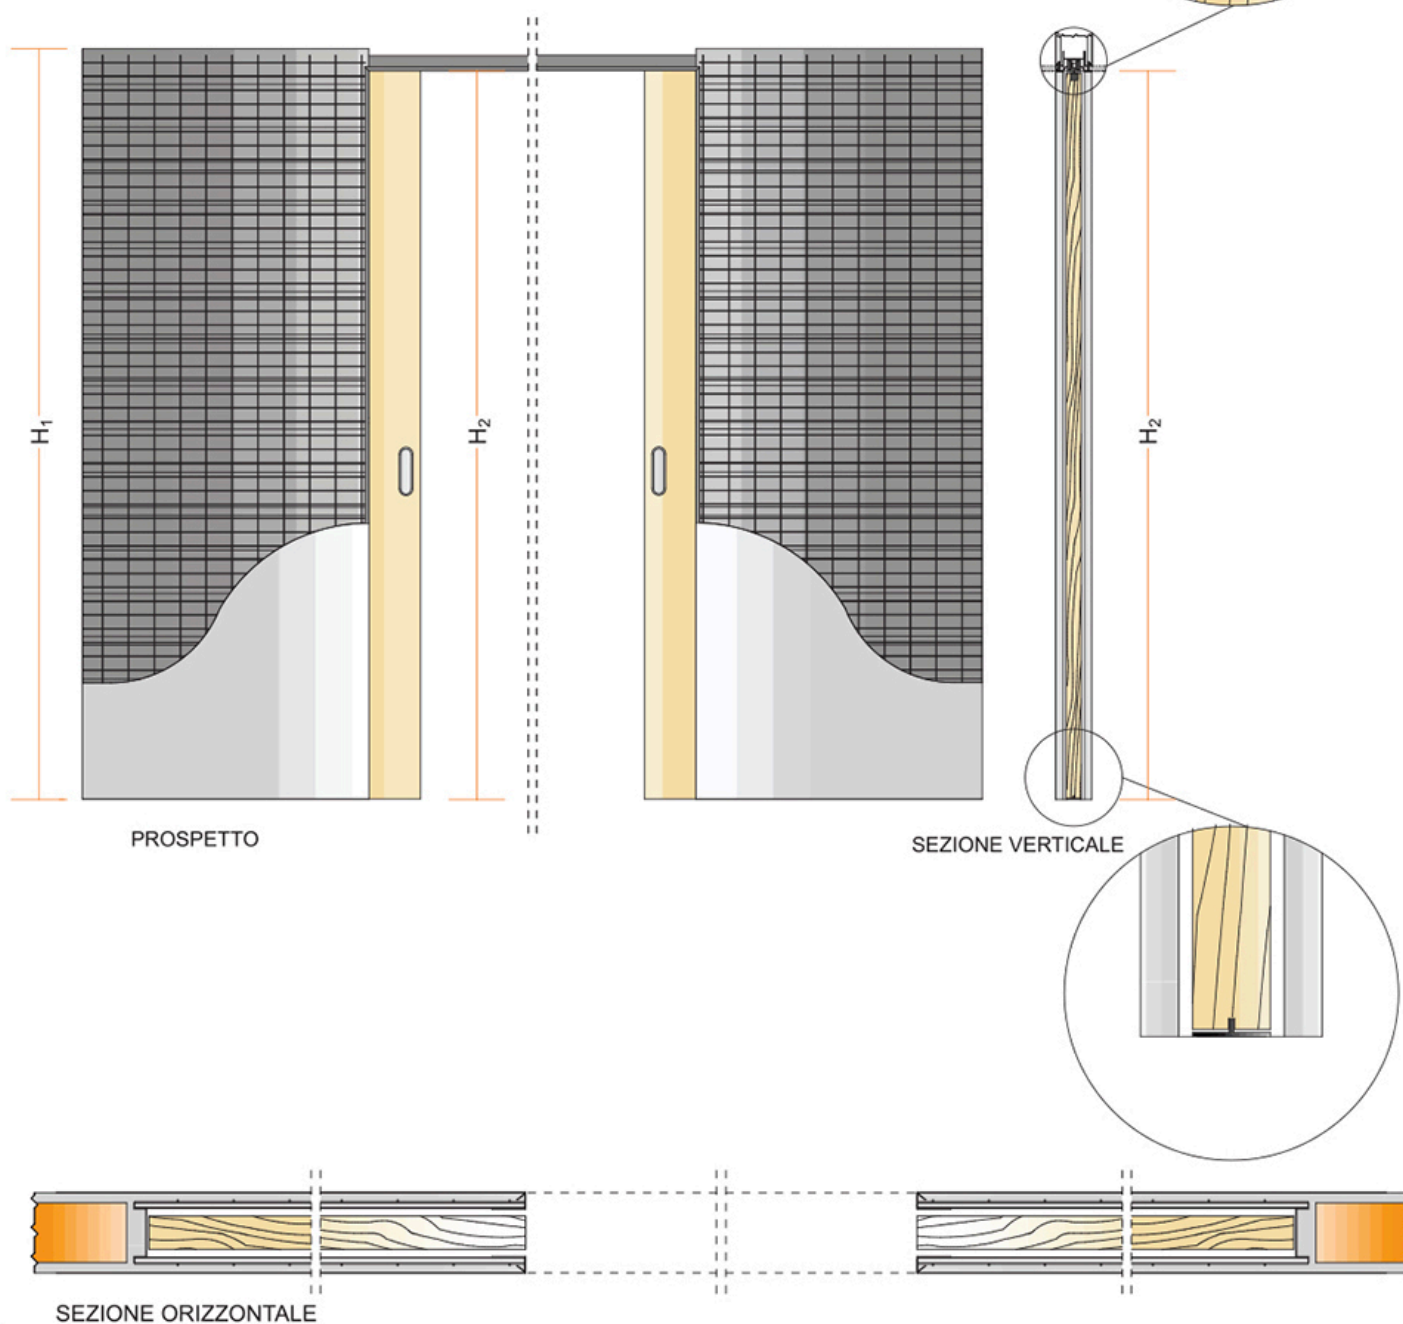 H₁
H₂
H₂
PROSPETTO
SEZIONE VERTICALE
SEZIONE ORIZZONTALE